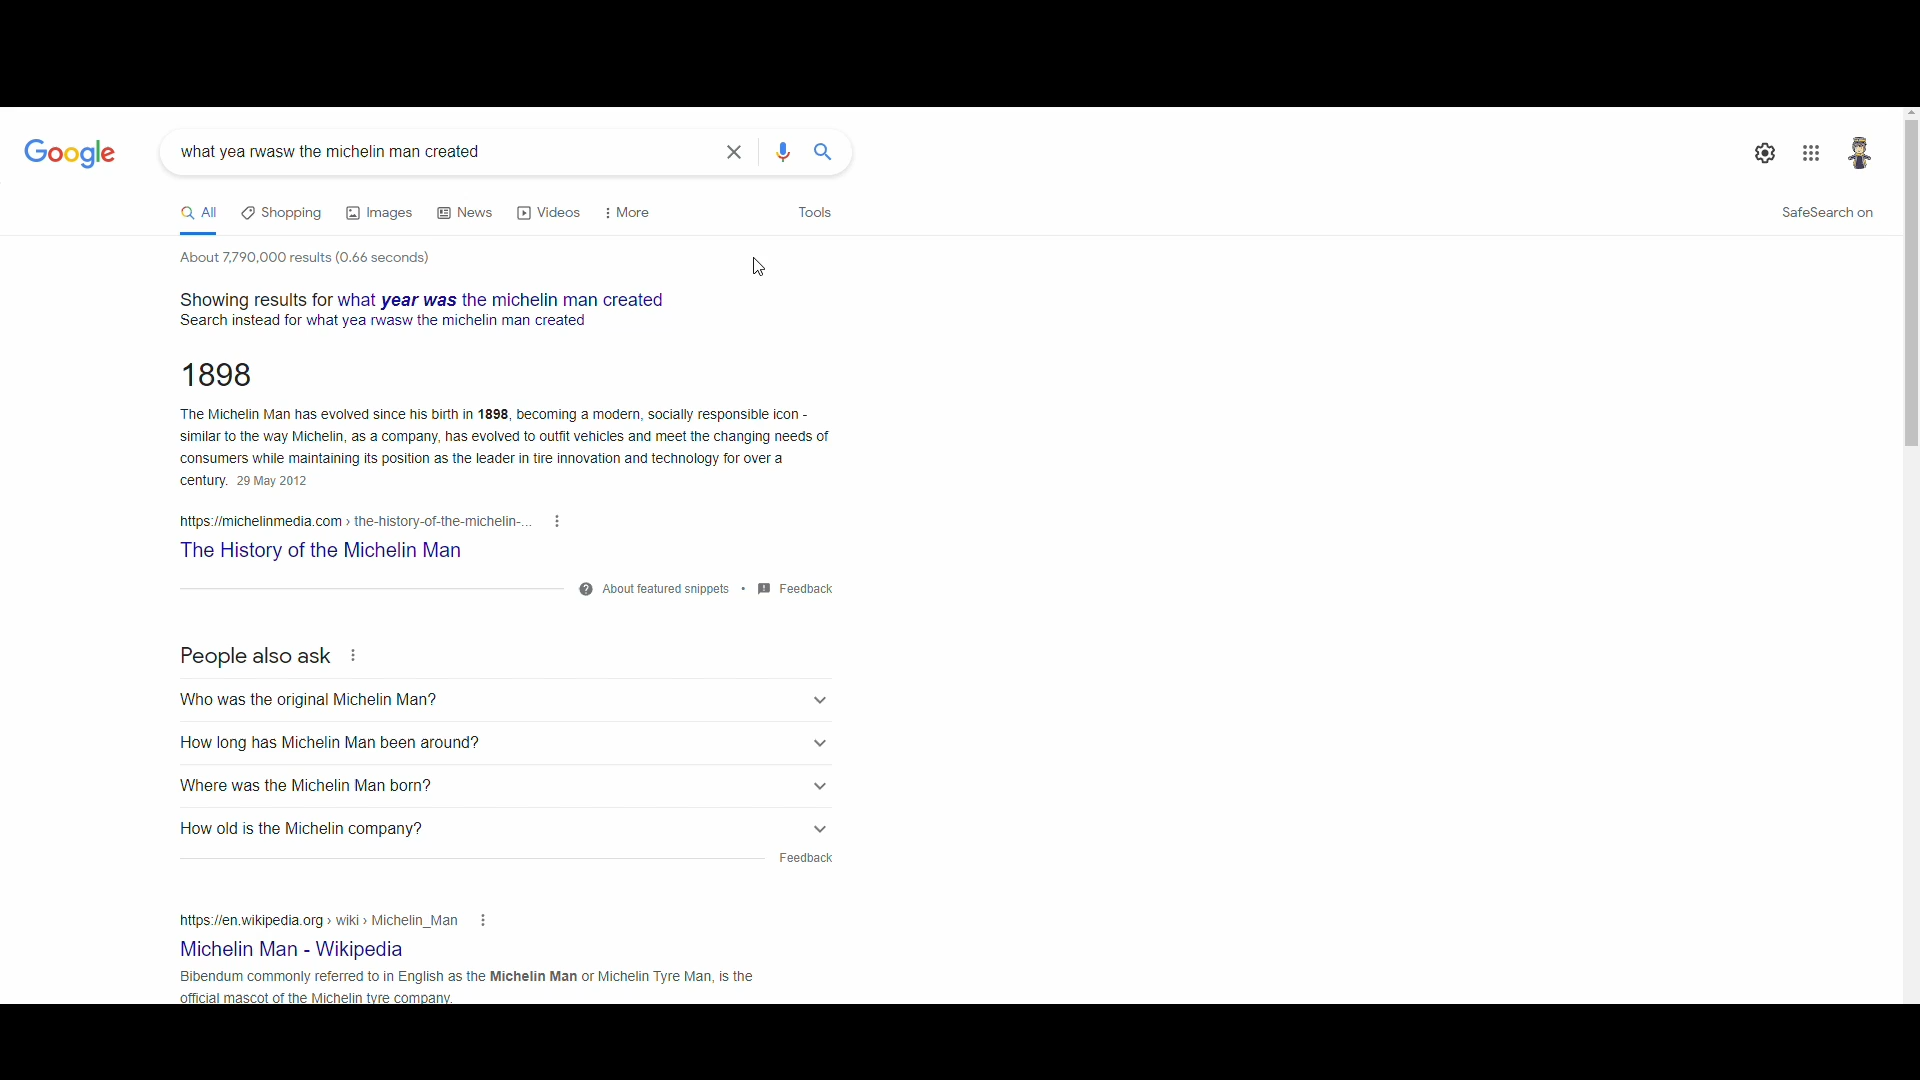 Google
what yea rwasw the michelin man created
All Shopping Images News Videos More Tools SafeSearch on
About 7,790,000 results (0.66 seconds)
Showing results for what year was the michelin man created
Search instead for what yea rwasw the michelin man created
1898
The Michelin Man has evolved since his birth in 1898, becoming a modern, socially responsible icon -
similar to the way Michelin, as a company, has evolved to outfit vehicles and meet the changing needs of
consumers while maintaining its position as the leader in tire innovation and technology for over a
century. 29 May 2012
https://michelinmedia.com › the-history-of-the-michelin-...
The History of the Michelin Man
About featured snippets • Feedback
People also ask
Who was the original Michelin Man?
How long has Michelin Man been around?
Where was the Michelin Man born?
How old is the Michelin company?
Feedback
https://en.wikipedia.org › wiki › Michelin_Man
Michelin Man - Wikipedia
Bibendum commonly referred to in English as the Michelin Man or Michelin Tyre Man, is the
official mascot of the Michelin tyre company.